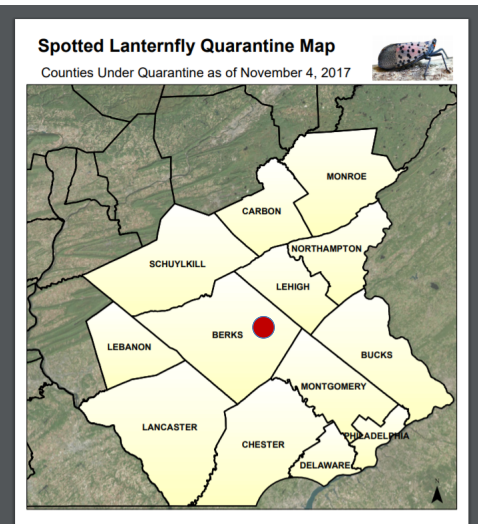 Spotted Lanternfly Quarantine Map
Counties Under Quarantine as of November 4, 2017
MONROE
CARBON
NORTHAMPTON
SCHUYLKILL
LEHIGH
BERKS
LEBANON
BUCKS
MONTGOMERY
LANCASTER
PHILADELPHIA
CHESTER
DELAWARE